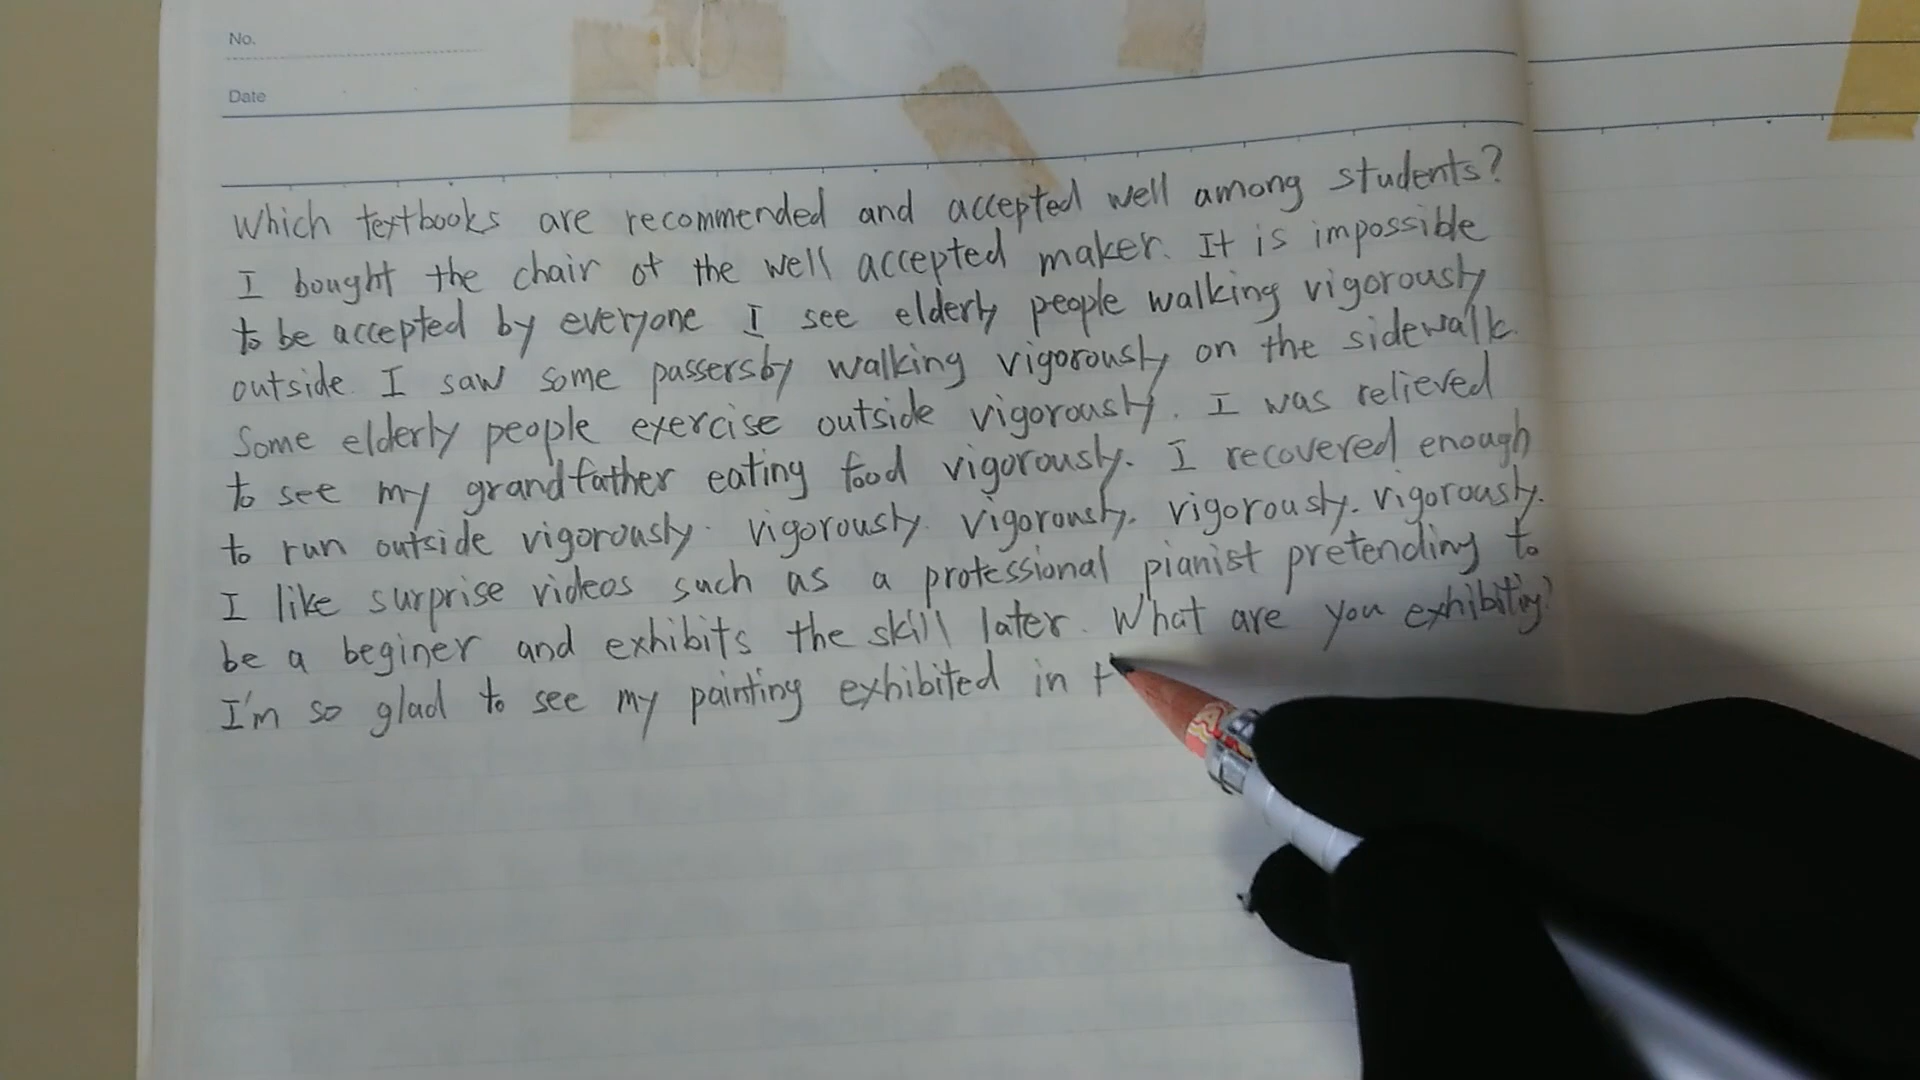 No.
Date
Which textbooks are recommended and accepted well among students?
I bought the chair of the well accepted maker. It is impossible
to be accepted by everyone I see elderly people walking vigorously
outside. I saw some passersby walking vigorously on the sidewalk.
Some elderly people exercise outside vigorously. I was relieved
to see my grandfather eating food vigorously. I recovered enough
to run outside vigorously. vigorously. vigorously. vigorously. vigorously.
I like surprise videos such as a professional pianist pretending to
be a beginer and exhibits the skill later. What are you exhibiting?
I'm so glad to see my painting exhibited in